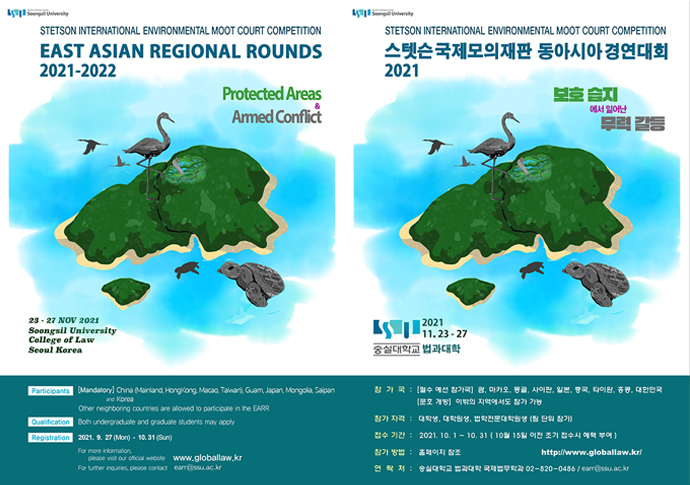 Soongsil University
STETSON INTERNATIONAL ENVIRONMENTAL MOOT COURT COMPETITION
EAST ASIAN REGIONAL ROUNDS
2021-2022
Protected Areas
&
Armed Conflict
23 - 27 NOV 2021
Soongsil University
College of Law
Seoul Korea
Participants [Mandatory] China (Mainland, HongKong, Macao, Taiwan), Guam, Japan, Mongolia, Saipan
and Korea
Other neighboring countries are allowed to participate in the EARR
Qualification Both undergraduate and graduate students may apply
Registration 2021. 9. 27 (Mon) - 10. 31 (Sun)
For more information,
please visit our official website www.globallaw.kr/
For turther inquiries, please contact earr@ssu.ac.kr
Soongsil University
STETSON INTERNATIONAL ENVIRONMENTAL MOOT COURT COMPETITION
스텟슨국제모의재판 동아시아경연대회
2021
보호 습지
에서 일어난
무력 갈등
2021
11. 23 - 27
숭실대학교 법과대학
참 가 국 : [필수 예선 참가국] 괌, 마카오, 몽골, 사이판, 일본, 중국, 타이완, 홍콩, 대한민국
[문호 개방] 이밖의 지역에서도 참가 가능
참가 자격 : 대학생, 대학원생, 법학전문대학원생 (팀 단위 참가)
접수 기간 : 2021. 10. 1 ~ 10. 31 ( 10월 15일 이전 조기 접수시 혜택 부여 )
참가 방법 : 홈페이지 참조 http://www.globallaw.kr/
연 락 처 : 숭실대학교 법과대학 국제법무학과 02-820-0486 / earr@ssu.ac.kr